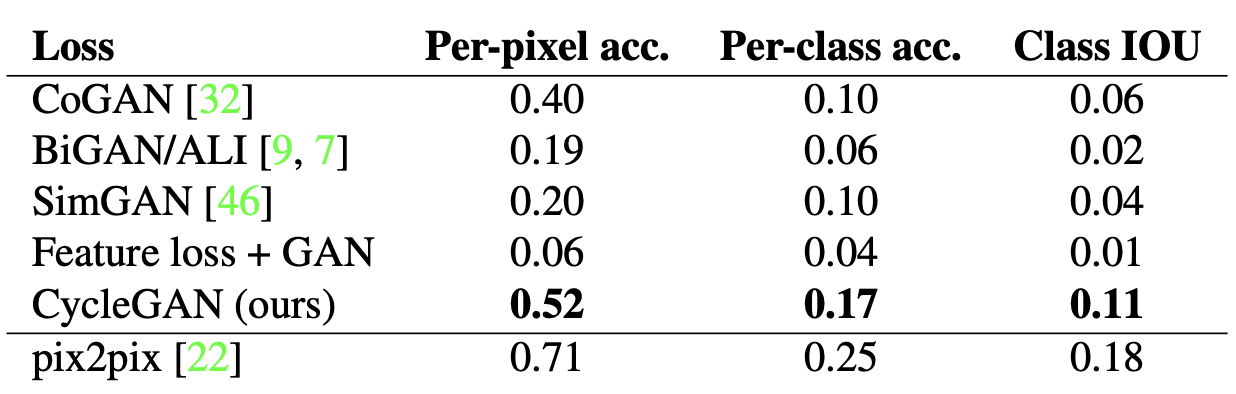 Loss Per-pixel acc. Per-class acc. Class IOU
CoGAN [32] 0.40 0.10 0.06
BiGAN/ALI [9, 7] 0.19 0.06 0.02
SimGAN [46] 0.20 0.10 0.04
Feature loss + GAN 0.06 0.04 0.01
CycleGAN (ours) 0.52 0.17 0.11
pix2pix [22] 0.71 0.25 0.18